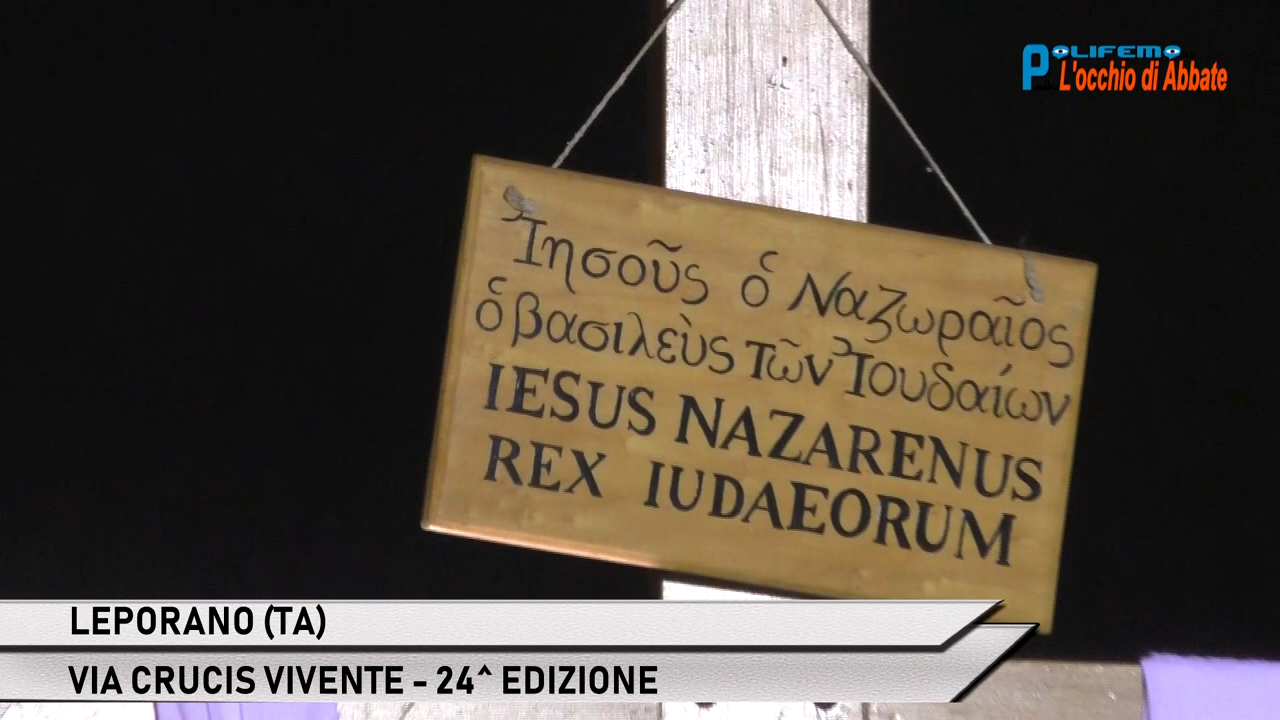 POLIFEMO
L'occhio di Abbate
Ἰησοῦς ὁ Ναζωραῖος
ὁ βασιλεὺς τῶν Ἰουδαίων
IESUS NAZARENUS
REX IUDAEORUM
LEPORANO (TA)
VIA CRUCIS VIVENTE - 24^ EDIZIONE